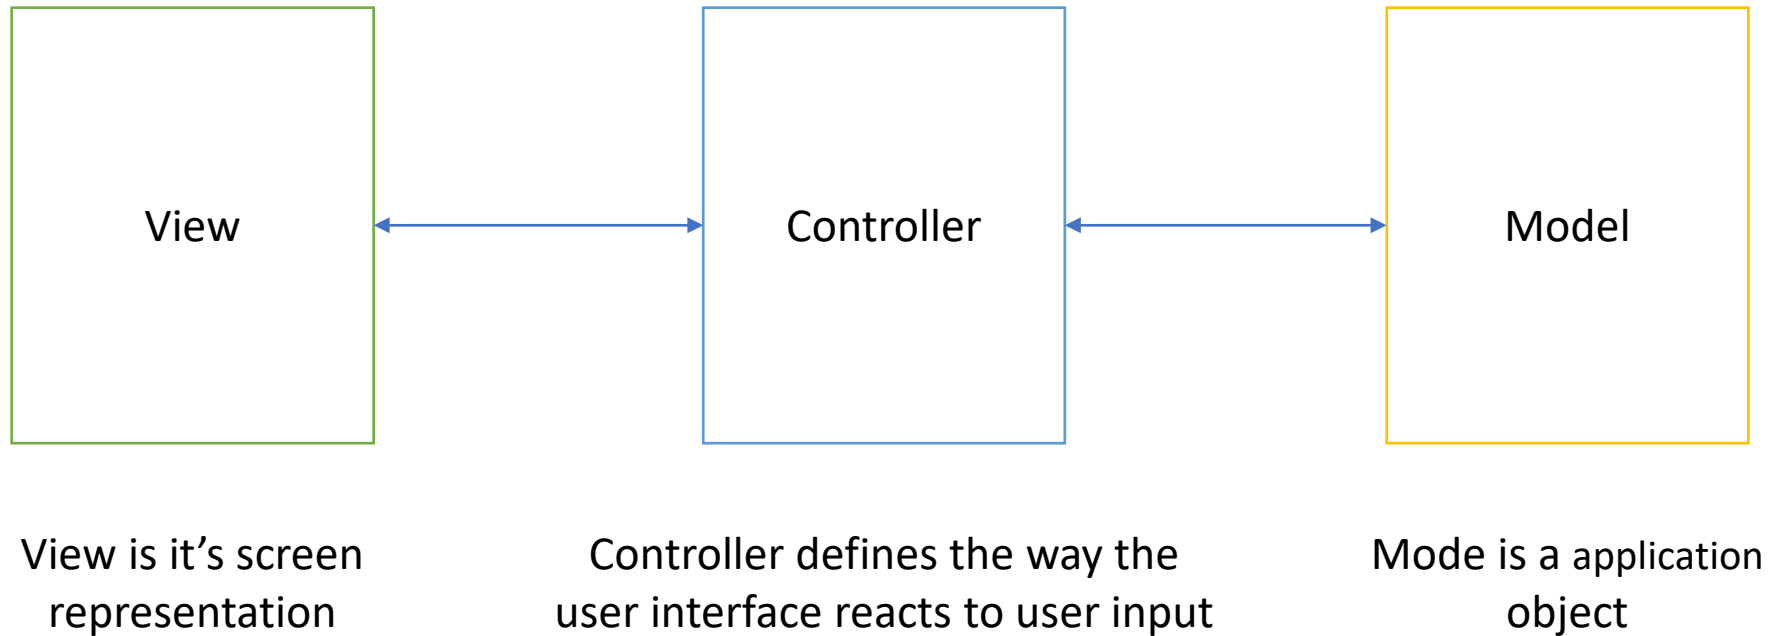 View
Controller
Model
View is it’s screen
representation
Controller defines the way the
user interface reacts to user input
Mode is a application
object